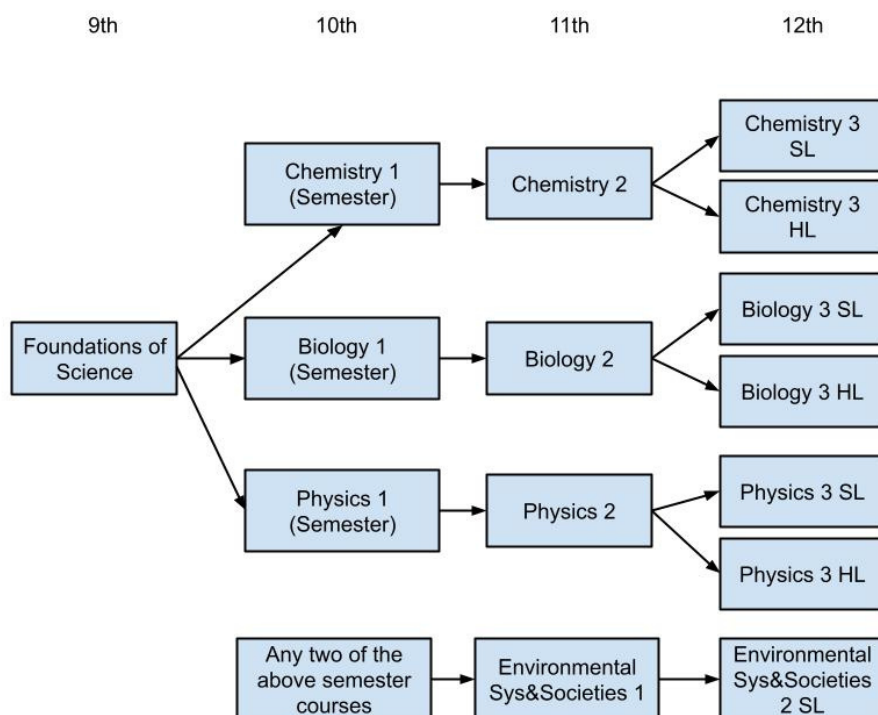 9th
10th
11th
12th
Chemistry 1
(Semester)
Chemistry 2
Chemistry 3
SL
Chemistry 3
HL
Foundations of
Science
Biology 1
(Semester)
Biology 2
Biology 3 SL
Biology 3 HL
Physics 1
(Semester)
Physics 2
Physics 3 SL
Physics 3 HL
Any two of the
above semester
courses
Environmental
Sys&Societies 1
Environmental
Sys&Societies
2 SL